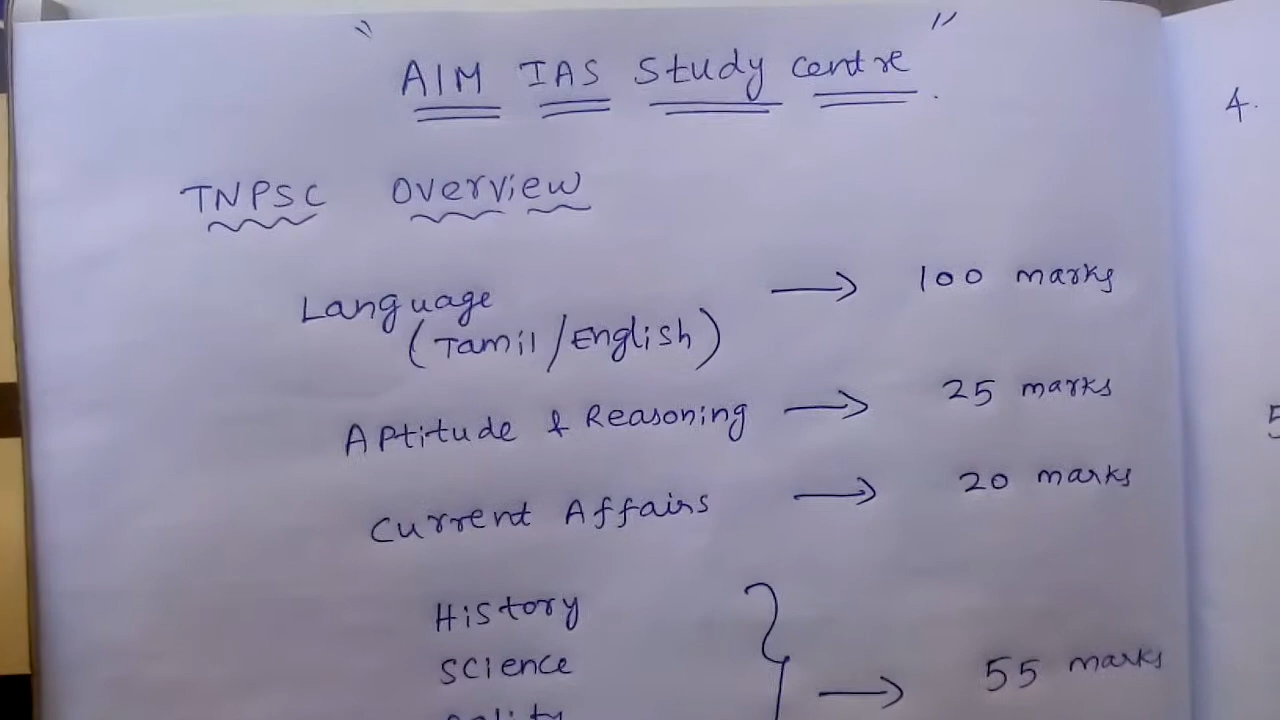 " AIM IAS Study centre ".
TNPSC Overview
Language → 100 marks
(Tamil/English)
Aptitude & Reasoning → 25 marks
Current Affairs → 20 marks
History
Science
→ 55 marks
4.
5